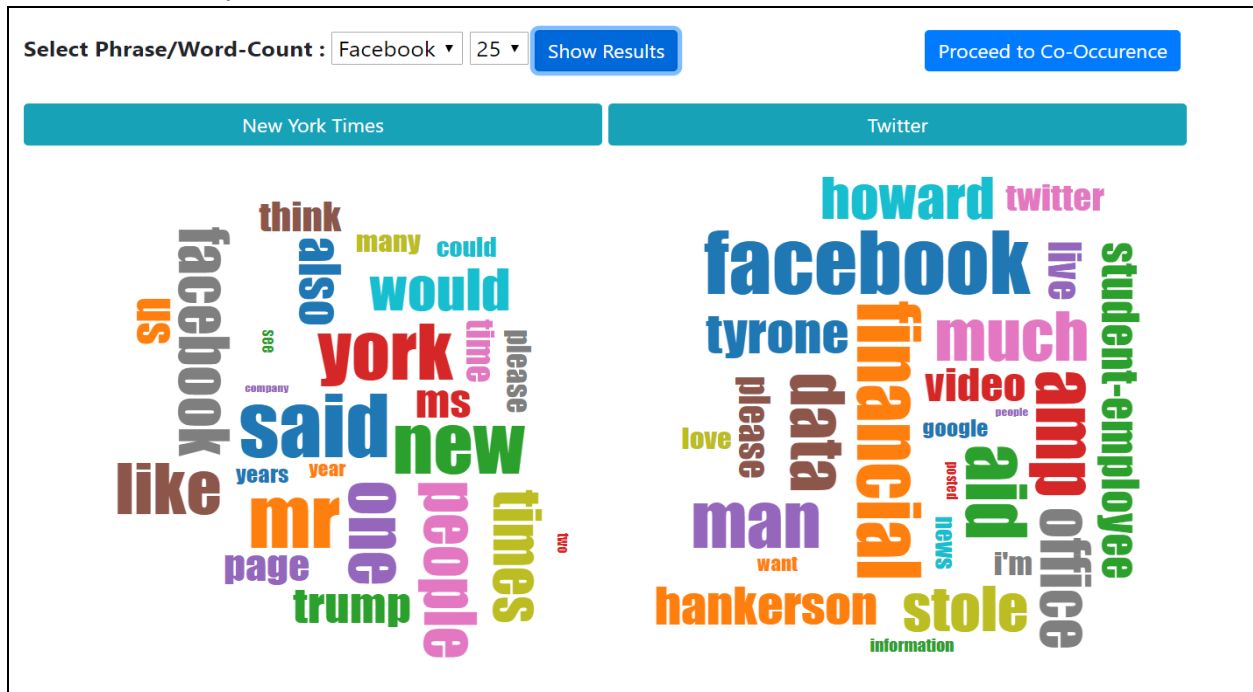 Select Phrase/Word-Count : Facebook 25 Show Results Proceed to Co-Occurence
New York Times Twitter
think
many
could
facebook
also
would
us
see
york
time
please
company
said
ms
new
like
years
year
mr
one
people
times
two
page
trump
howard
twitter
facebook
live
student-employee
tyrone
financial
much
please
data
video
amp
people
love
google
aid
posted
man
news
office
want
i'm
hankerson
stole
information